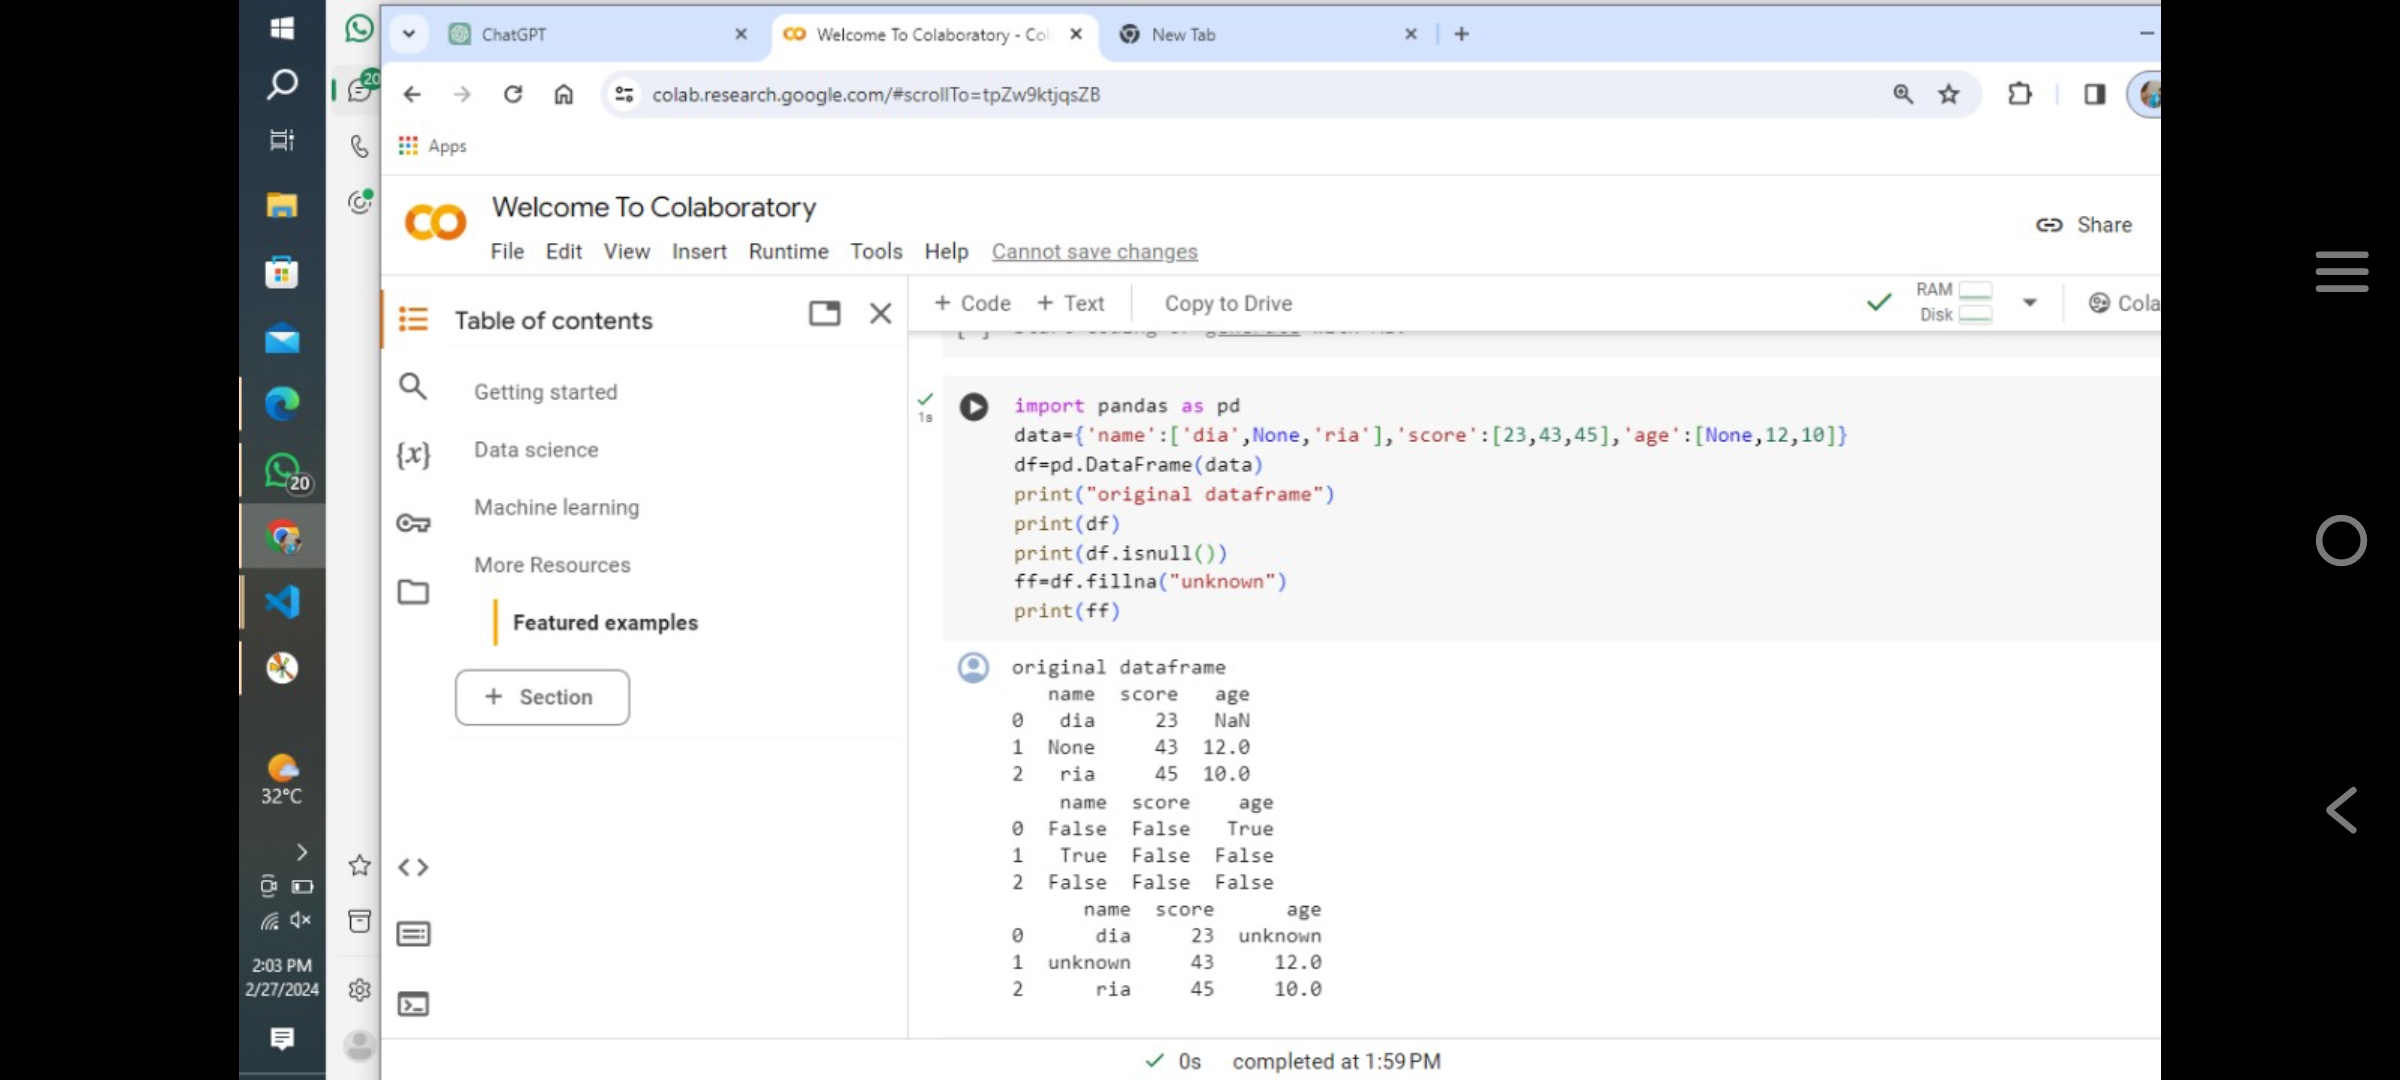 ChatGPT
Welcome To Colaboratory - Col
New Tab
colab.research.google.com/#scrollTo=tpZw9ktjqsZB
Apps
Welcome To Colaboratory
Share
File Edit View Insert Runtime Tools Help Cannot save changes
Table of contents
Getting started
Data science
Machine learning
More Resources
Featured examples
+ Section
+ Code + Text Copy to Drive
RAM
Disk
Cola
1s
import pandas as pd
data={'name':['dia',None,'ria'],'score':[23,43,45],'age':[None,12,10]}
df=pd.DataFrame(data)
print("original dataframe")
print(df)
print(df.isnull())
ff=df.fillna("unknown")
print(ff)
original dataframe
name score age
0 dia 23 NaN
1 None 43 12.0
2 ria 45 10.0
name score age
0 False False True
1 True False False
2 False False False
name score age
0 dia 23 unknown
1 unknown 43 12.0
2 ria 45 10.0
0s completed at 1:59 PM
20
20
32°C
2:03 PM
2/27/2024